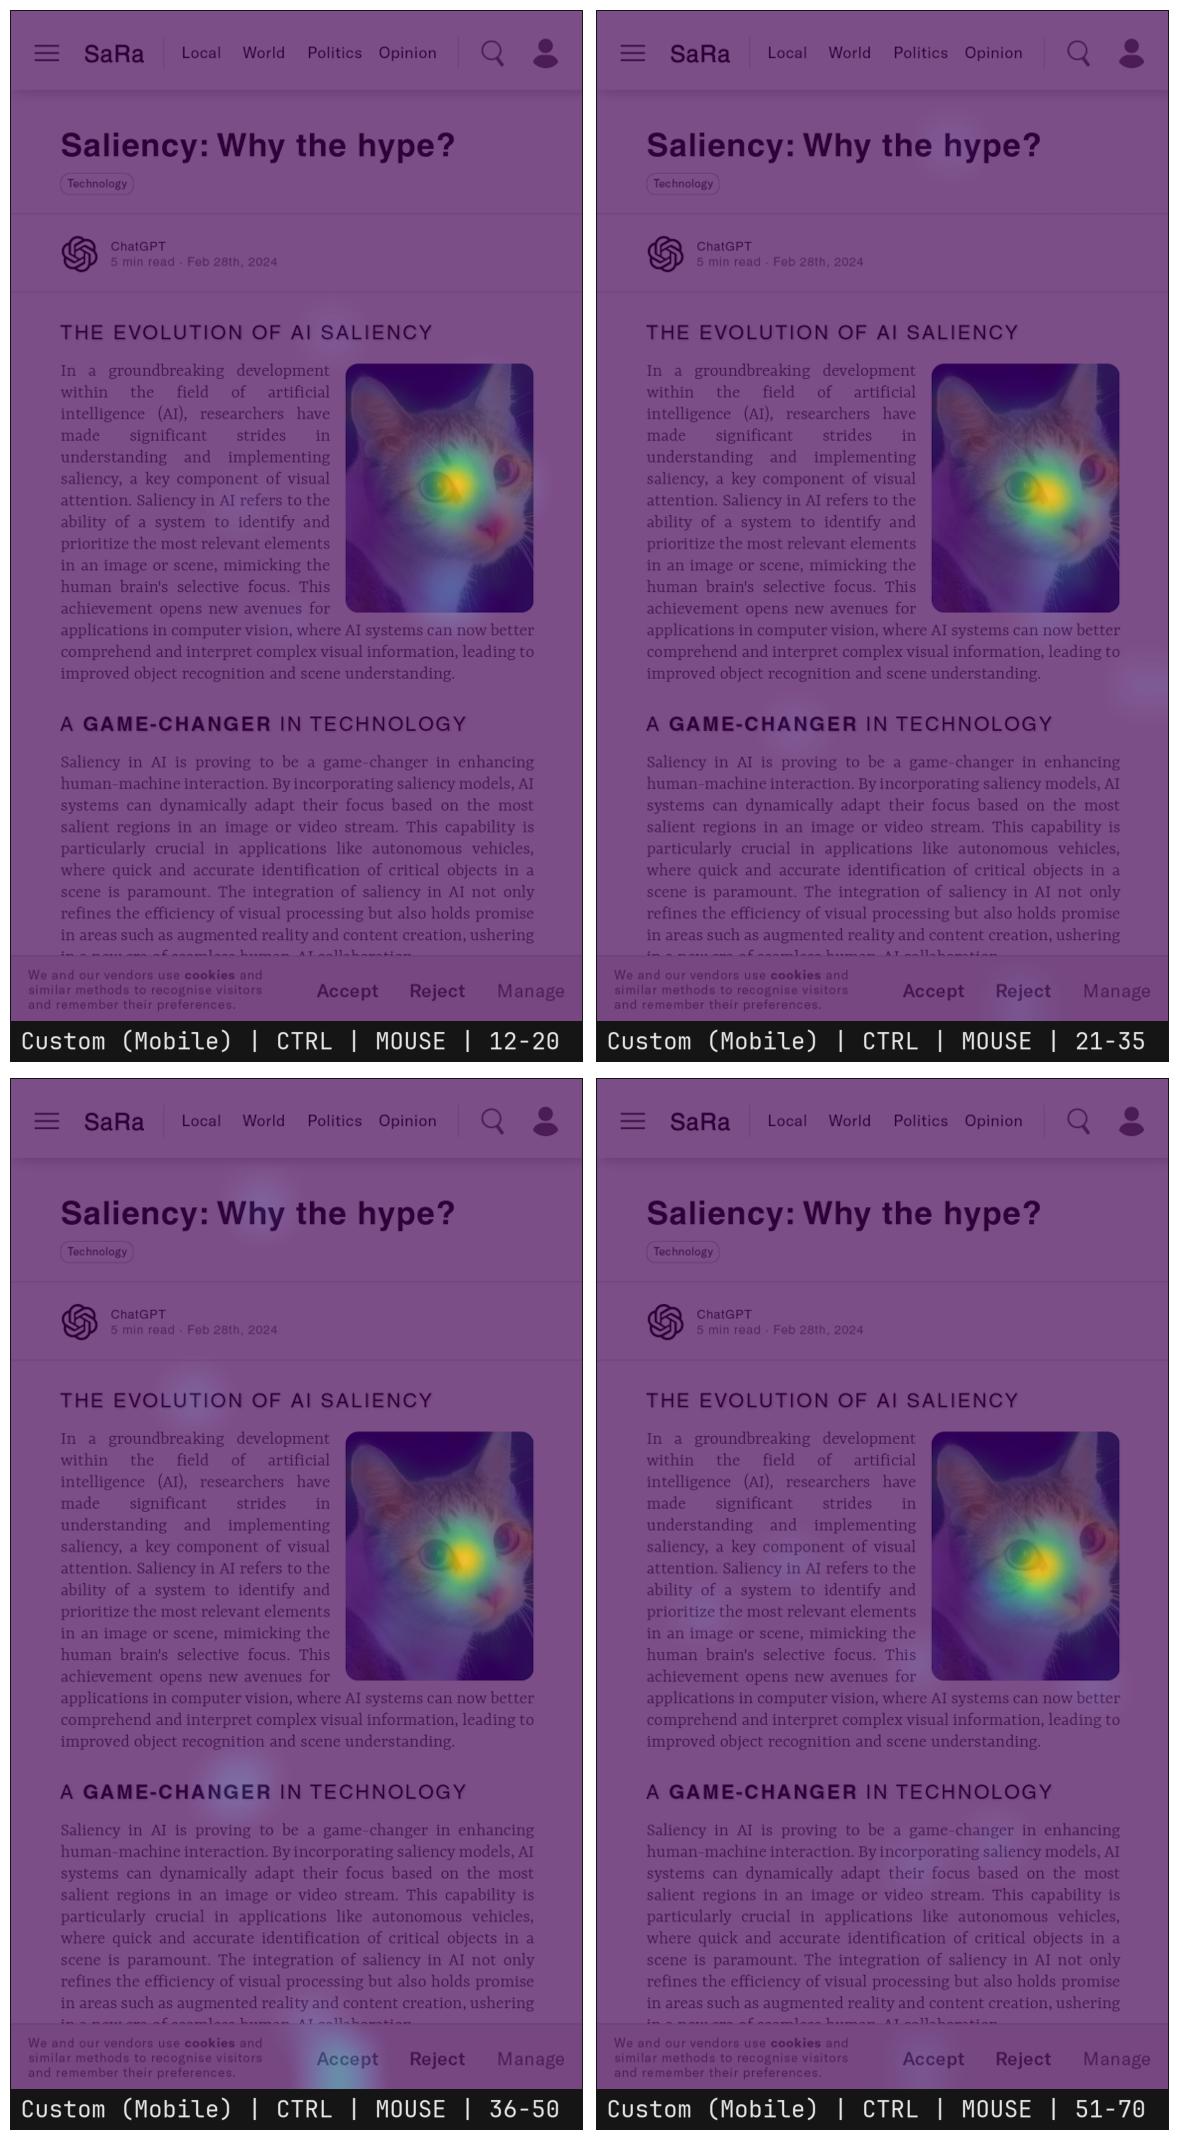 SaRa Local World Politics Opinion
Saliency: Why the hype?
Technology
ChatGPT
5 min read · Feb 28th, 2024
THE EVOLUTION OF AI SALIENCY
In a groundbreaking development
within the field of artificial
intelligence (AI), researchers have
made significant strides in
understanding and implementing
saliency, a key component of visual
attention. Saliency in AI refers to the
ability of a system to identify and
prioritize the most relevant elements
in an image or scene, mimicking the
human brain's selective focus. This
achievement opens new avenues for
applications in computer vision, where AI systems can now better
comprehend and interpret complex visual information, leading to
improved object recognition and scene understanding.
A GAME-CHANGER IN TECHNOLOGY
Saliency in AI is proving to be a game-changer in enhancing
human-machine interaction. By incorporating saliency models, AI
systems can dynamically adapt their focus based on the most
salient regions in an image or video stream. This capability is
particularly crucial in applications like autonomous vehicles,
where quick and accurate identification of critical objects in a
scene is paramount. The integration of saliency in AI not only
refines the efficiency of visual processing but also holds promise
in areas such as augmented reality and content creation, ushering
in a new era of seamless human-AI collaboration.
We and our vendors use cookies and
similar methods to recognise visitors
and remember their preferences.
Accept Reject Manage
Custom (Mobile) | CTRL | MOUSE | 12-20
SaRa Local World Politics Opinion
Saliency: Why the hype?
Technology
ChatGPT
5 min read · Feb 28th, 2024
THE EVOLUTION OF AI SALIENCY
In a groundbreaking development
within the field of artificial
intelligence (AI), researchers have
made significant strides in
understanding and implementing
saliency, a key component of visual
attention. Saliency in AI refers to the
ability of a system to identify and
prioritize the most relevant elements
in an image or scene, mimicking the
human brain's selective focus. This
achievement opens new avenues for
applications in computer vision, where AI systems can now better
comprehend and interpret complex visual information, leading to
improved object recognition and scene understanding.
A GAME-CHANGER IN TECHNOLOGY
Saliency in AI is proving to be a game-changer in enhancing
human-machine interaction. By incorporating saliency models, AI
systems can dynamically adapt their focus based on the most
salient regions in an image or video stream. This capability is
particularly crucial in applications like autonomous vehicles,
where quick and accurate identification of critical objects in a
scene is paramount. The integration of saliency in AI not only
refines the efficiency of visual processing but also holds promise
in areas such as augmented reality and content creation, ushering
in a new era of seamless human-AI collaboration.
We and our vendors use cookies and
similar methods to recognise visitors
and remember their preferences.
Accept Reject Manage
Custom (Mobile) | CTRL | MOUSE | 21-35
SaRa Local World Politics Opinion
Saliency: Why the hype?
Technology
ChatGPT
5 min read · Feb 28th, 2024
THE EVOLUTION OF AI SALIENCY
In a groundbreaking development
within the field of artificial
intelligence (AI), researchers have
made significant strides in
understanding and implementing
saliency, a key component of visual
attention. Saliency in AI refers to the
ability of a system to identify and
prioritize the most relevant elements
in an image or scene, mimicking the
human brain's selective focus. This
achievement opens new avenues for
applications in computer vision, where AI systems can now better
comprehend and interpret complex visual information, leading to
improved object recognition and scene understanding.
A GAME-CHANGER IN TECHNOLOGY
Saliency in AI is proving to be a game-changer in enhancing
human-machine interaction. By incorporating saliency models, AI
systems can dynamically adapt their focus based on the most
salient regions in an image or video stream. This capability is
particularly crucial in applications like autonomous vehicles,
where quick and accurate identification of critical objects in a
scene is paramount. The integration of saliency in AI not only
refines the efficiency of visual processing but also holds promise
in areas such as augmented reality and content creation, ushering
in a new era of seamless human-AI collaboration.
We and our vendors use cookies and
similar methods to recognise visitors
and remember their preferences.
Accept Reject Manage
Custom (Mobile) | CTRL | MOUSE | 36-50
SaRa Local World Politics Opinion
Saliency: Why the hype?
Technology
ChatGPT
5 min read · Feb 28th, 2024
THE EVOLUTION OF AI SALIENCY
In a groundbreaking development
within the field of artificial
intelligence (AI), researchers have
made significant strides in
understanding and implementing
saliency, a key component of visual
attention. Saliency in AI refers to the
ability of a system to identify and
prioritize the most relevant elements
in an image or scene, mimicking the
human brain's selective focus. This
achievement opens new avenues for
applications in computer vision, where AI systems can now better
comprehend and interpret complex visual information, leading to
improved object recognition and scene understanding.
A GAME-CHANGER IN TECHNOLOGY
Saliency in AI is proving to be a game-changer in enhancing
human-machine interaction. By incorporating saliency models, AI
systems can dynamically adapt their focus based on the most
salient regions in an image or video stream. This capability is
particularly crucial in applications like autonomous vehicles,
where quick and accurate identification of critical objects in a
scene is paramount. The integration of saliency in AI not only
refines the efficiency of visual processing but also holds promise
in areas such as augmented reality and content creation, ushering
in a new era of seamless human-AI collaboration.
We and our vendors use cookies and
similar methods to recognise visitors
and remember their preferences.
Accept Reject Manage
Custom (Mobile) | CTRL | MOUSE | 51-70